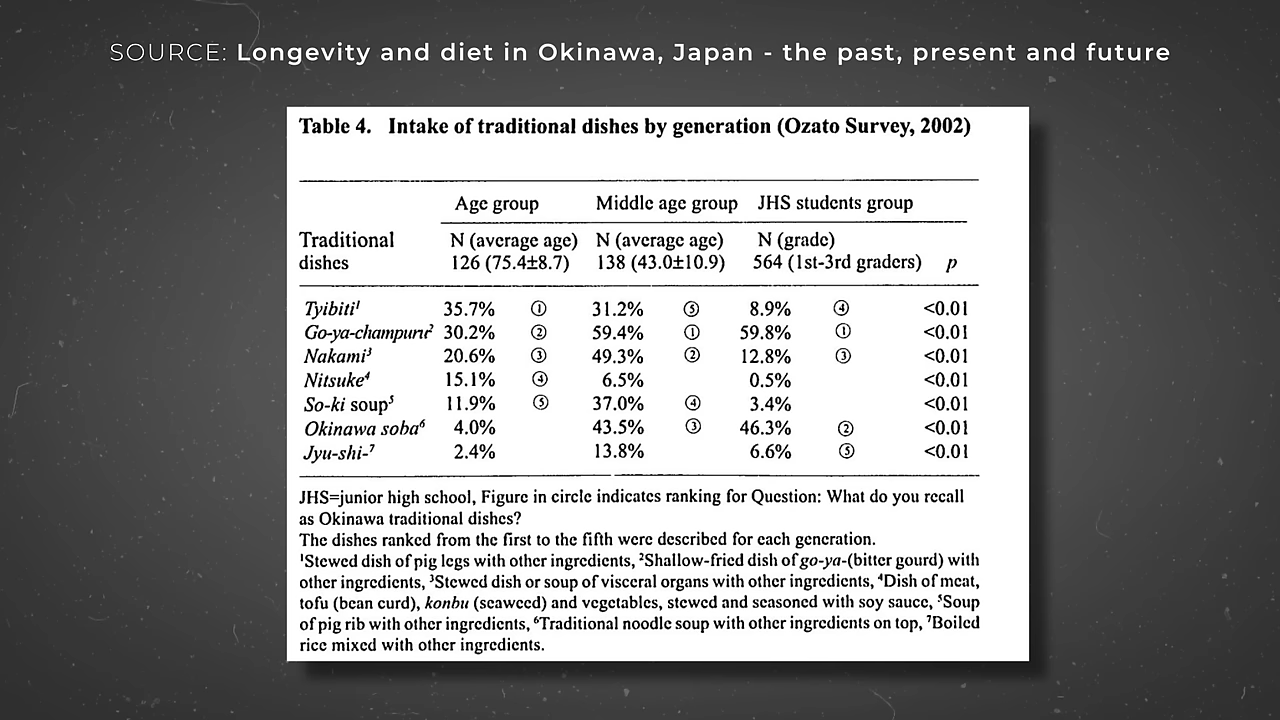 SOURCE: Longevity and diet in Okinawa, Japan - the past, present and future
Table 4. Intake of traditional dishes by generation (Ozato Survey, 2002)
Age group Middle age group JHS students group
Traditional N (average age) N (average age) N (grade)
dishes 126 (75.4±8.7) 138 (43.0±10.9) 564 (1st-3rd graders) p
Tyibiti¹ 35.7% ① 31.2% ⑤ 8.9% ④ <0.01
Go-ya-champuru² 30.2% ② 59.4% ① 59.8% ① <0.01
Nakami³ 20.6% ③ 49.3% ② 12.8% ③ <0.01
Nitsuke⁴ 15.1% ④ 6.5% 0.5% <0.01
So-ki soup⁵ 11.9% ⑤ 37.0% ④ 3.4% <0.01
Okinawa soba⁶ 4.0% 43.5% ③ 46.3% ② <0.01
Jyu-shi-⁷ 2.4% 13.8% 6.6% ⑤ <0.01
JHS=junior high school, Figure in circle indicates ranking for Question: What do you recall
as Okinawa traditional dishes?
The dishes ranked from the first to the fifth were described for each generation.
¹Stewed dish of pig legs with other ingredients, ²Shallow-fried dish of go-ya-(bitter gourd) with
other ingredients, ³Stewed dish or soup of visceral organs with other ingredients, ⁴Dish of meat,
tofu (bean curd), konbu (seaweed) and vegetables, stewed and seasoned with soy sauce, ⁵Soup
of pig rib with other ingredients, ⁶Traditional noodle soup with other ingredients on top, ⁷Boiled
rice mixed with other ingredients.